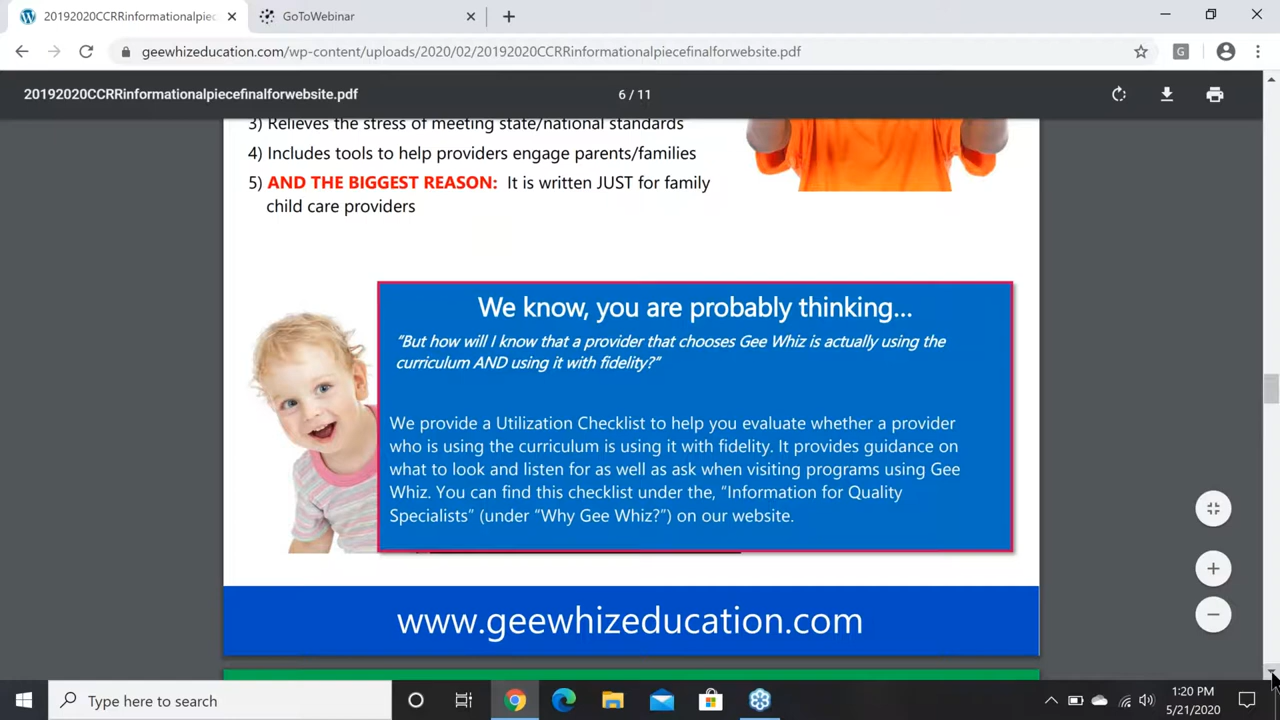 20192020CCRRinformationalpiec
GoToWebinar
geewhizeducation.com/wp-content/uploads/2020/02/20192020CCRRinformationalpiecefinalforwebsite.pdf
G
20192020CCRRinformationalpiecefinalforwebsite.pdf
6 / 11
3) Relieves the stress of meeting state/national standards
4) Includes tools to help providers engage parents/families
5) AND THE BIGGEST REASON: It is written JUST for family
child care providers
We know, you are probably thinking...
"But how will I know that a provider that chooses Gee Whiz is actually using the
curriculum AND using it with fidelity?"
We provide a Utilization Checklist to help you evaluate whether a provider
who is using the curriculum is using it with fidelity. It provides guidance on
what to look and listen for as well as ask when visiting programs using Gee
Whiz. You can find this checklist under the, "Information for Quality
Specialists" (under "Why Gee Whiz?") on our website.
www.geewhizeducation.com
Type here to search
1:20 PM
5/21/2020